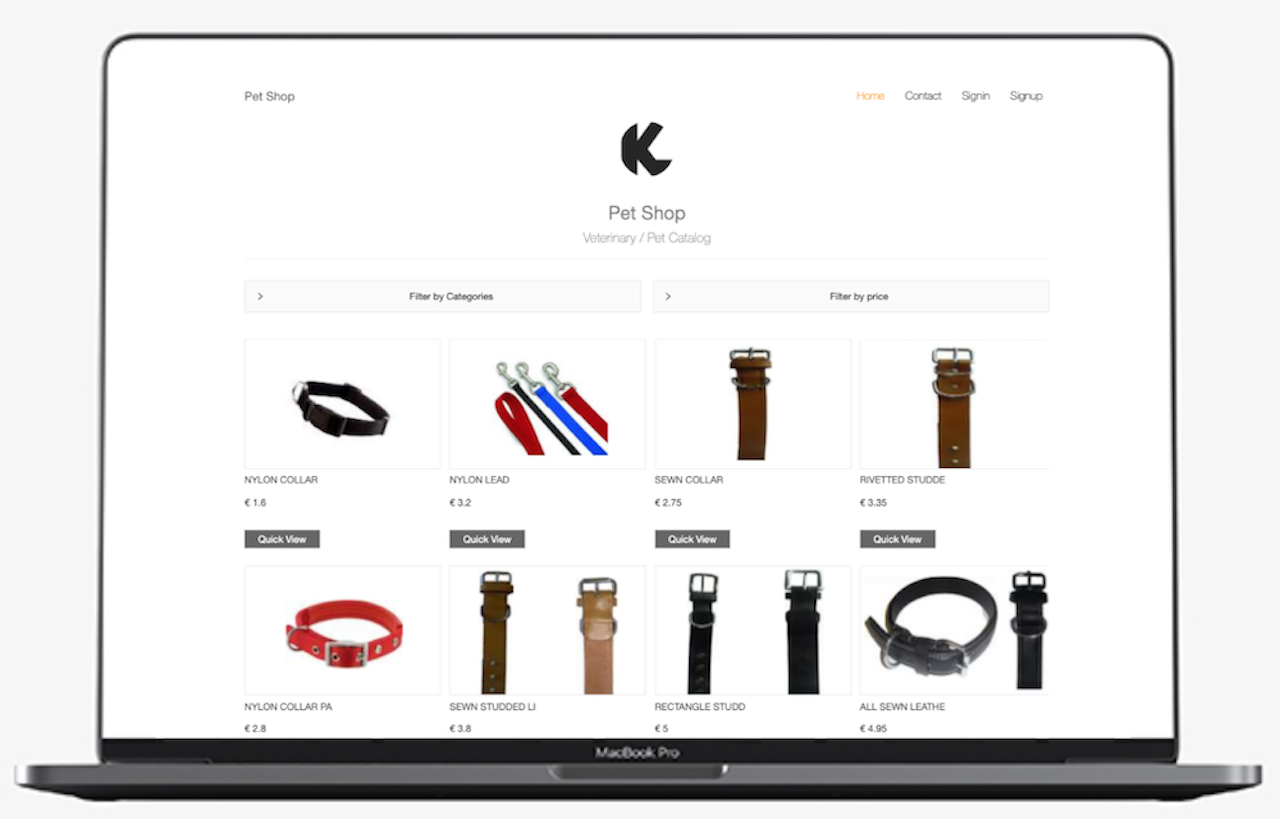 Pet Shop
Home Contact Signin Signup
Pet Shop
Veterinary / Pet Catalog
Filter by Categories
Filter by price
NYLON COLLAR
NYLON LEAD
SEWN COLLAR
RIVETTED STUDDE
€ 1.6
€ 3.2
€ 2.75
€ 3.35
Quick View
Quick View
Quick View
Quick View
NYLON COLLAR PA
SEWN STUDDED LI
RECTANGLE STUDD
ALL SEWN LEATHE
€ 2.8
€ 3.8
€ 5
€ 4.95
MacBook Pro